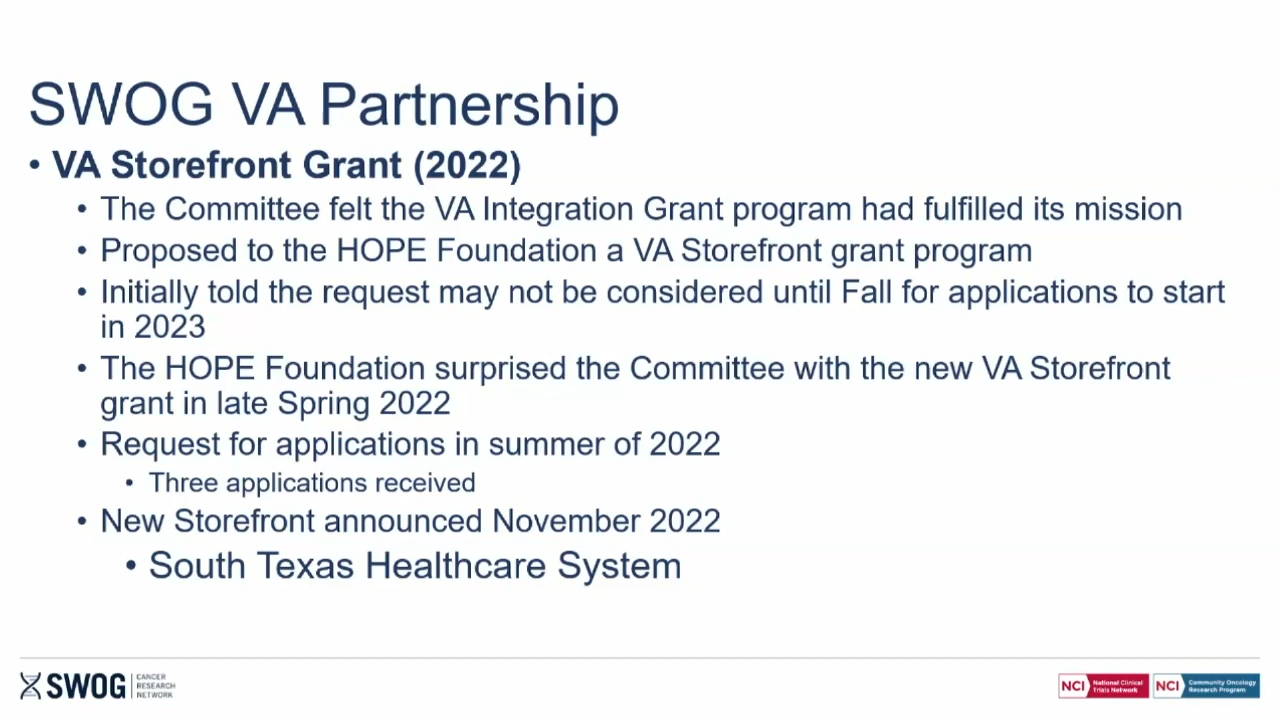 SWOG VA Partnership
• VA Storefront Grant (2022)
• The Committee felt the VA Integration Grant program had fulfilled its mission
• Proposed to the HOPE Foundation a VA Storefront grant program
• Initially told the request may not be considered until Fall for applications to start
in 2023
• The HOPE Foundation surprised the Committee with the new VA Storefront
grant in late Spring 2022
• Request for applications in summer of 2022
• Three applications received
• New Storefront announced November 2022
• South Texas Healthcare System
SWOG
CANCER
RESEARCH
NETWORK
NCI
National Clinical
Trials Network
NCI
Community Oncology
Research Program